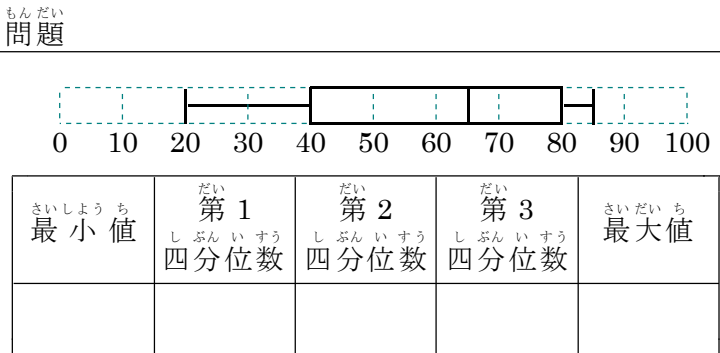 もんだい
問題
0 10 20 30 40 50 60 70 80 90 100
さいしようち
最小値
だい
第1
しぶんいすう
四分位数
だい
第2
しぶんいすう
四分位数
だい
第3
しぶんいすう
四分位数
さいだいち
最大値